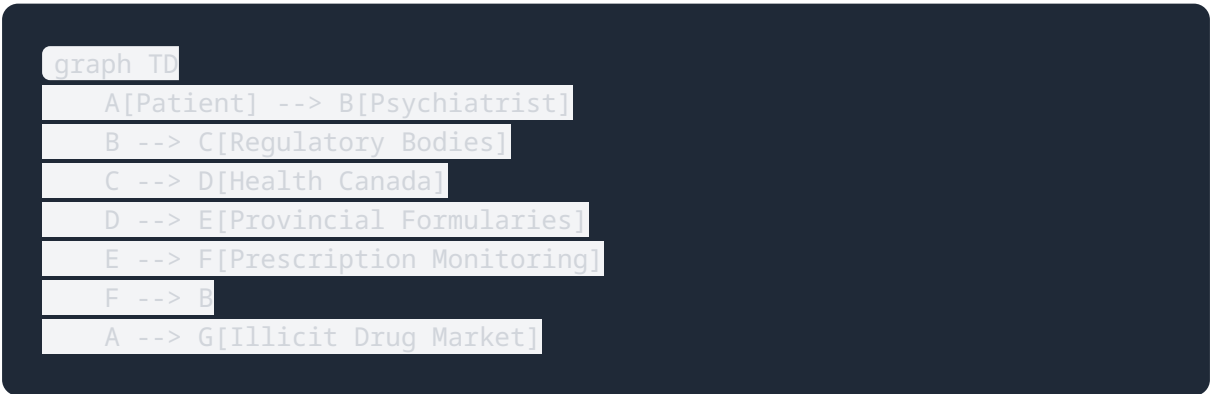 graph TD
    A[Patient] --> B[Psychiatrist]
    B --> C[Regulatory Bodies]
    C --> D[Health Canada]
    D --> E[Provincial Formularies]
    E --> F[Prescription Monitoring]
    F --> B
    A --> G[Illicit Drug Market]